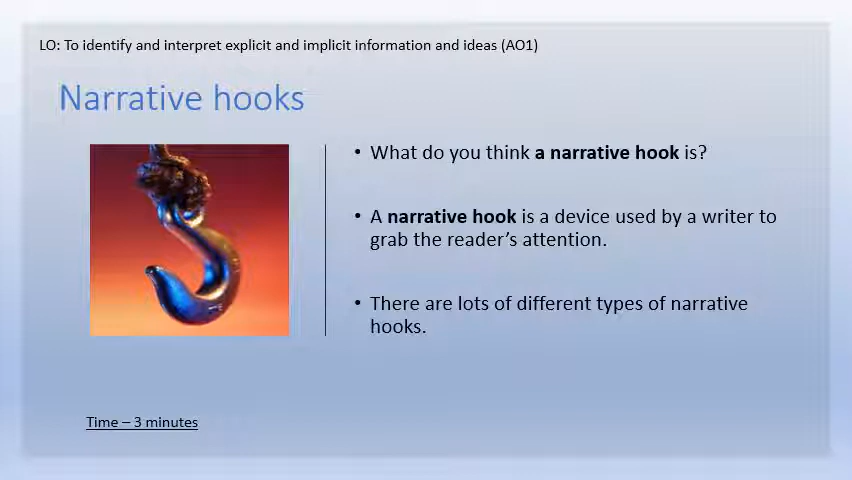 LO: To identify and interpret explicit and implicit information and ideas (AO1)
Narrative hooks
• What do you think a narrative hook is?
• A narrative hook is a device used by a writer to
grab the reader’s attention.
• There are lots of different types of narrative
hooks.
Time – 3 minutes